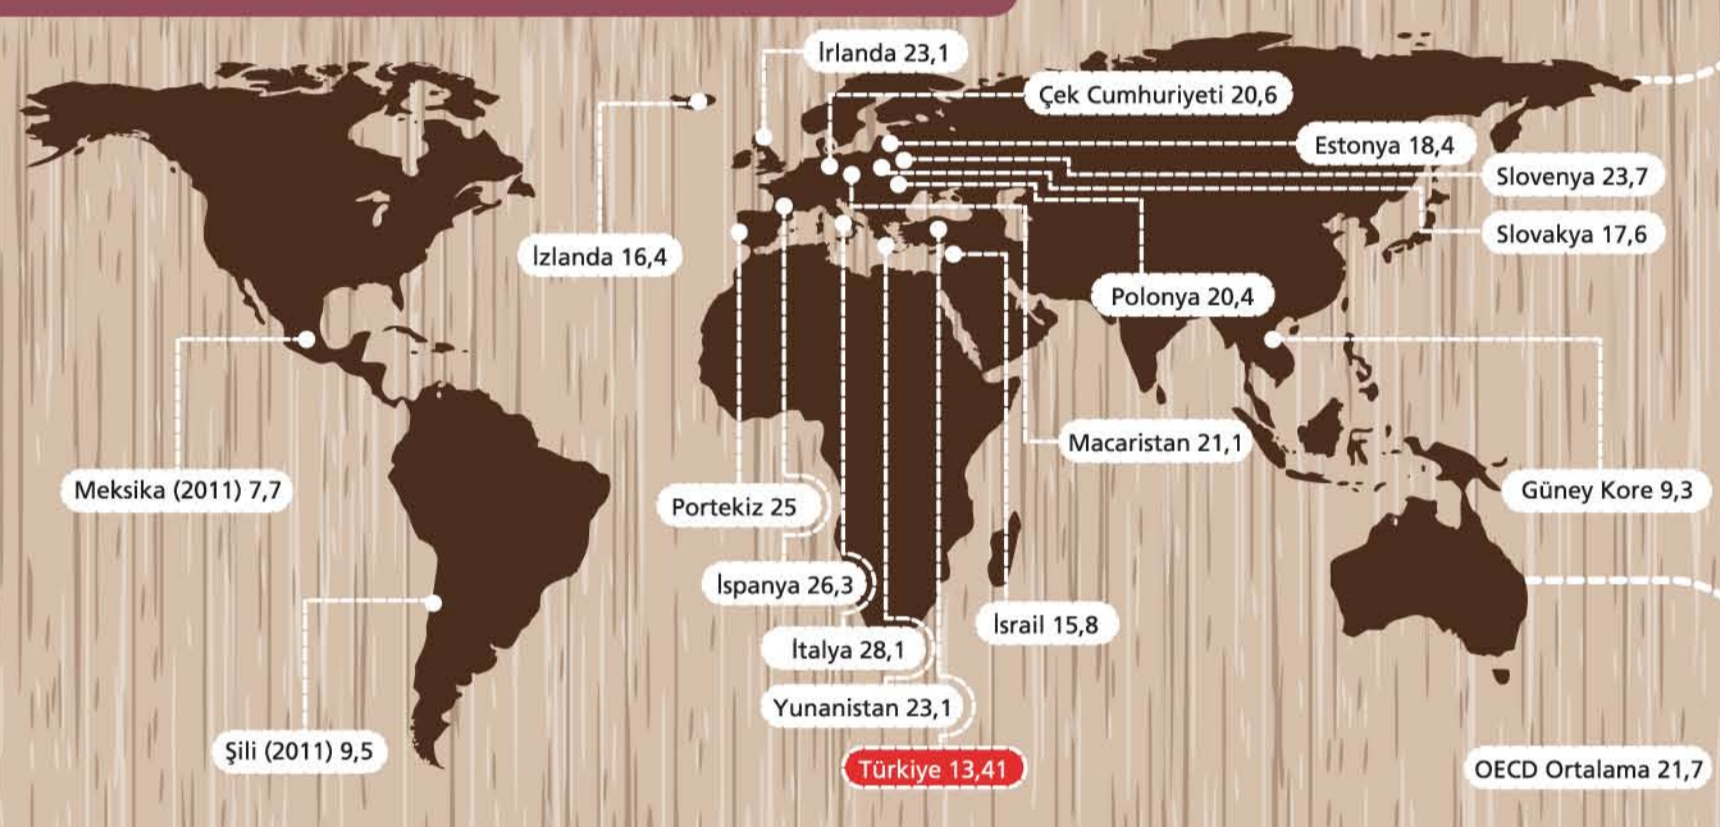 İrlanda 23,1
Çek Cumhuriyeti 20,6
Estonya 18,4
Slovenya 23,7
Slovakya 17,6
İzlanda 16,4
Polonya 20,4
Macaristan 21,1
Meksika (2011) 7,7
Güney Kore 9,3
Portekiz 25
İspanya 26,3
İsrail 15,8
İtalya 28,1
Yunanistan 23,1
Şili (2011) 9,5
Türkiye 13,41
OECD Ortalama 21,7